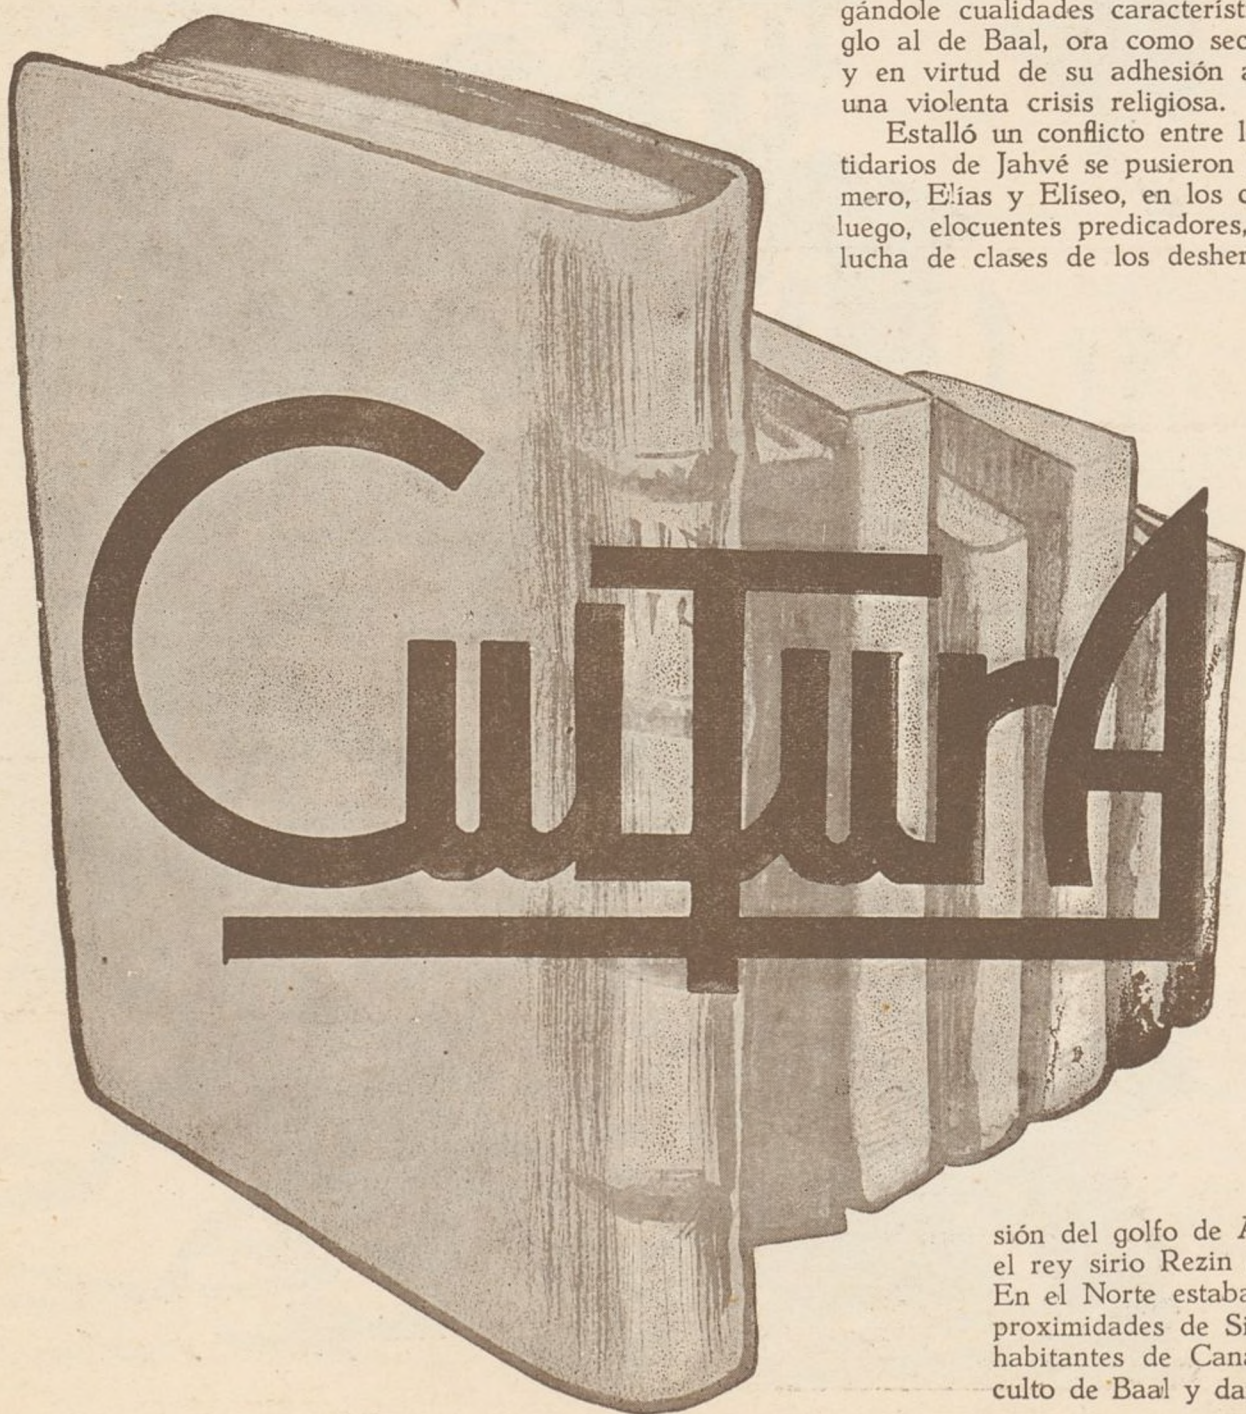 gándole cualidades característ
glo al de Baal, ora como sec
y en virtud de su adhesión a
una violenta crisis religiosa.
Estalló un conflicto entre l
tidarios de Jahvé se pusieron
mero, Elías y Eliseo, en los c
luego, elocuentes predicadores,
lucha de clases de los desher
CulTurA
sión del golfo de A
el rey sirio Rezin
En el Norte estaba
proximidades de Si
habitantes de Cana
culto de Baal y da